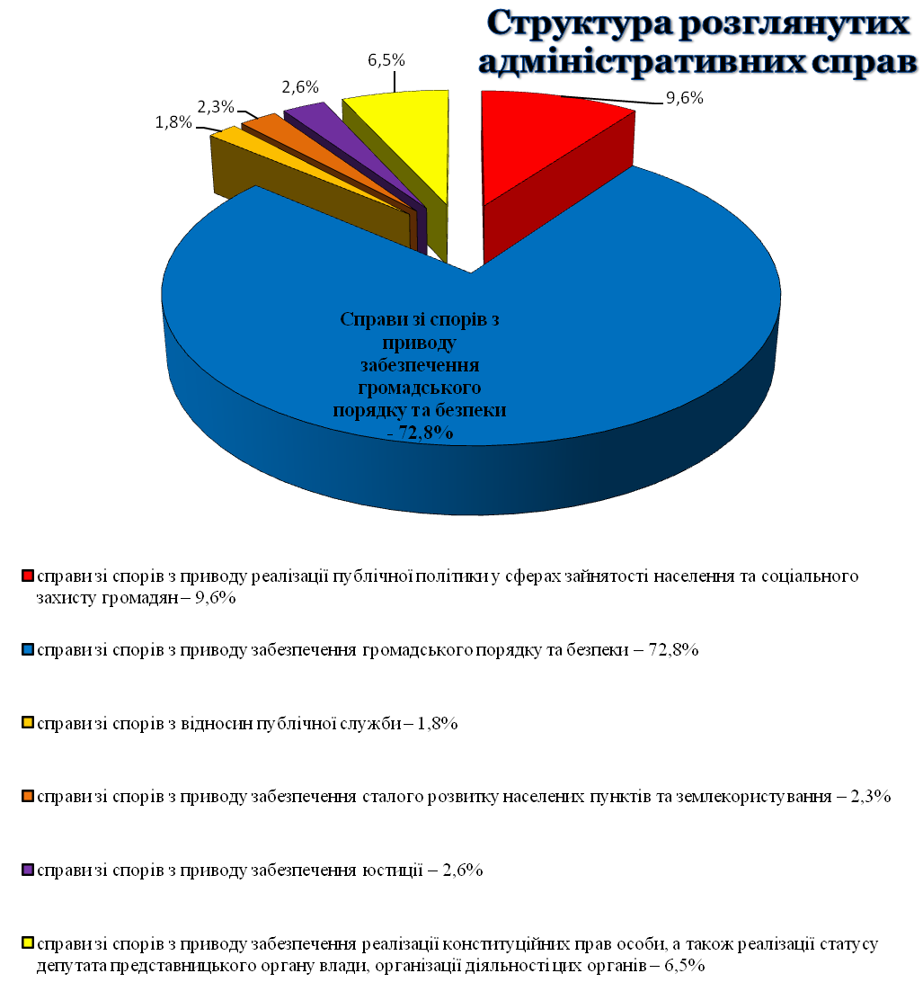 Структура розглянутих
адміністративних справ
6,5%
9,6%
2,6%
2,3%
1,8%
Справи зі спорів з
приводу
забезпечення
громадського
порядку та безпеки
- 72,8%
справи зі спорів з приводу реалізації публічної політики у сферах зайнятості населення та соціального
захисту громадян – 9,6%
справи зі спорів з приводу забезпечення громадського порядку та безпеки – 72,8%
справи зі спорів з відносин публічної служби – 1,8%
справи зі спорів з приводу забезпечення сталого розвитку населених пунктів та землекористування – 2,3%
справи зі спорів з приводу забезпечення юстиції – 2,6%
справи зі спорів з приводу забезпечення реалізації конституційних прав особи, а також реалізації статусу
депутата представницького органу влади, організації діяльності цих органів – 6,5%